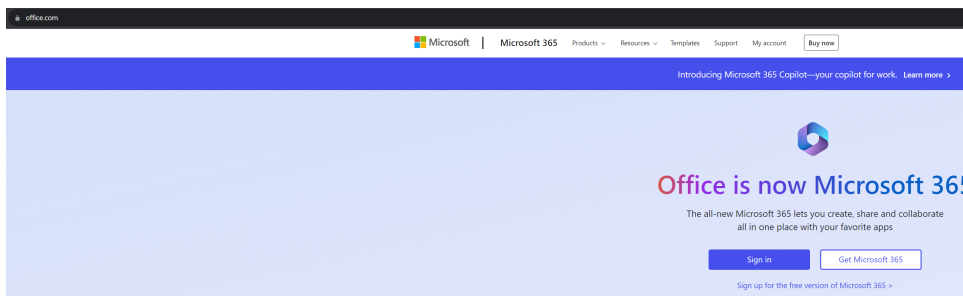 office.com
Microsoft Microsoft 365 Products Resources Templates Support My account Buy now
Introducing Microsoft 365 Copilot—your copilot for work. Learn more >
Office is now Microsoft 365
The all-new Microsoft 365 lets you create, share and collaborate
all in one place with your favorite apps
Sign in Get Microsoft 365
Sign up for the free version of Microsoft 365 >